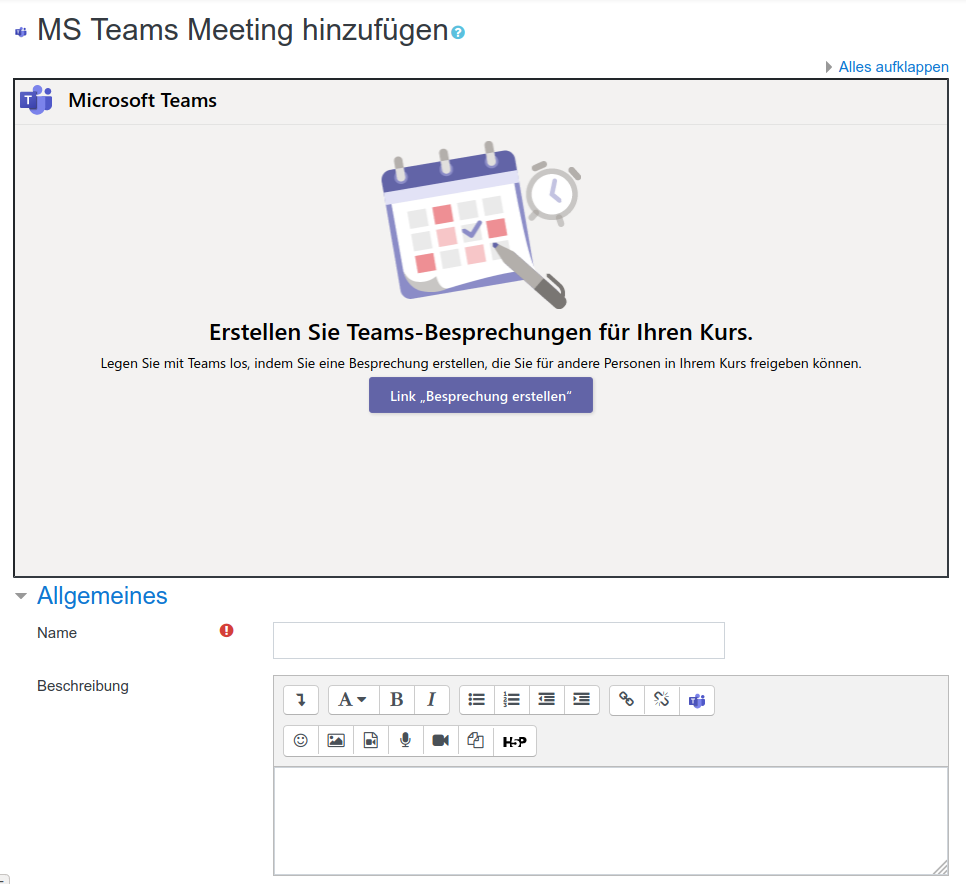 MS Teams Meeting hinzufügen
Alles aufklappen
Microsoft Teams
Erstellen Sie Teams-Besprechungen für Ihren Kurs.
Legen Sie mit Teams los, indem Sie eine Besprechung erstellen, die Sie für andere Personen in Ihrem Kurs freigeben können.
Link „Besprechung erstellen“
Allgemeines
Name
Beschreibung
A B I
H5P